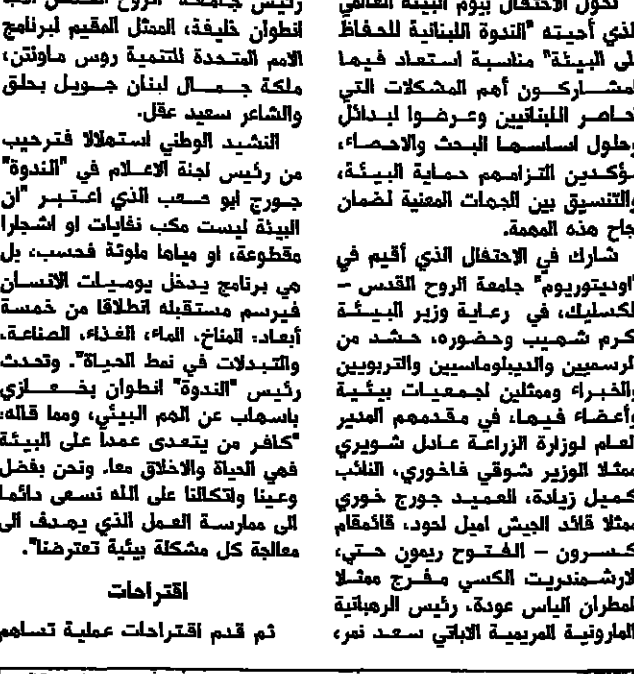 تحول الاحتفال بيوم البيئة العالمي
الذي أحيته "الندوة اللبنانية للحفاظ
على البيئة" مناسبة استعاد فيها
المشاركون أهم المشكلات التي
تحاصر اللبنانيين وعرضوا لبدائل
وحلول اساسها البحث والاحصاء،
مؤكدين التزامهم حماية البيئة،
والتنسيق بين الجهات المعنية لضمان
نجاح هذه المهمة.
شارك في الاحتفال الذي أقيم في
"اوديتوريوم" جامعة الروح القدس –
الكسليك، في رعاية وزير البيئة
اكرم شهيب وحضوره، حشد من
الرسميين والديبلوماسيين والتربويين
والخبراء وممثلين لجمعيات بيئية
وأعضاء فيها، في مقدمهم المدير
العام لوزارة الزراعة عادل شويري
ممثلا الوزير شوقي فاخوري، النائب
كميل زيادة، العميد جورج خوري
ممثلا قائد الجيش اميل لحود، قائمقام
كسرون – الفتوح ريمون حتي،
الارشمندريت الكسي مفرج ممثلا
المطران الياس عودة، رئيس الرهبانية
المارونية المريمية الاباتي سعد نمر،
رئيس جامعة "الروح القدس" الاب
انطوان خليفة، الممثل المقيم لبرنامج
الامم المتحدة للتنمية روس ماونتن،
ملكة جمال لبنان جويل بحلق
والشاعر سعيد عقل.
النشيد الوطني استهلالا فترحيب
من رئيس لجنة الاعلام في "الندوة"
جورج ابو صعب الذي اعتبر "ان
البيئة ليست مكب نفايات او اشجارا
مقطوعة، او مياها ملوثة فحسب، بل
هي برنامج يدخل يوميات الانسان
فيرسم مستقبله انطلاقا من خمسة
أبعاد: المناخ، الماء، الغذاء، الصناعة،
والتبدلات في نمط الحياة". وتحدث
رئيس "الندوة" انطوان بخعازي
باسهاب عن الهم البيئي، ومما قاله:
"كافر من يتعدى عمداً على البيئة
فهي الحياة والاخلاق معا. ونحن بفضل
وعينا واتكالنا على الله نسعى دائما
الى ممارسة العمل الذي يهدف الى
معالجة كل مشكلة بيئية تعترضنا".
اقتراحات
ثم قدم اقتراحات عملية تساهم